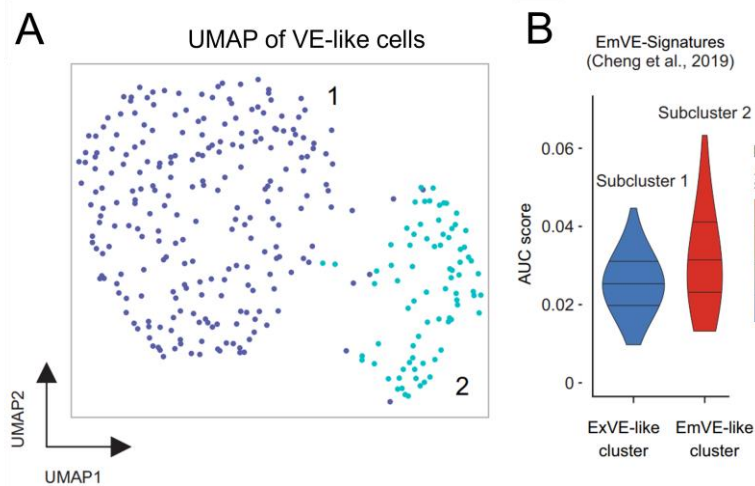 A
UMAP of VE-like cells
1
2
UMAP2
UMAP1
B
EmVE-Signatures
(Cheng et al., 2019)
Subcluster 2
Subcluster 1
AUC score
0.06
0.04
0.02
0
ExVE-like
cluster
EmVE-like
cluster